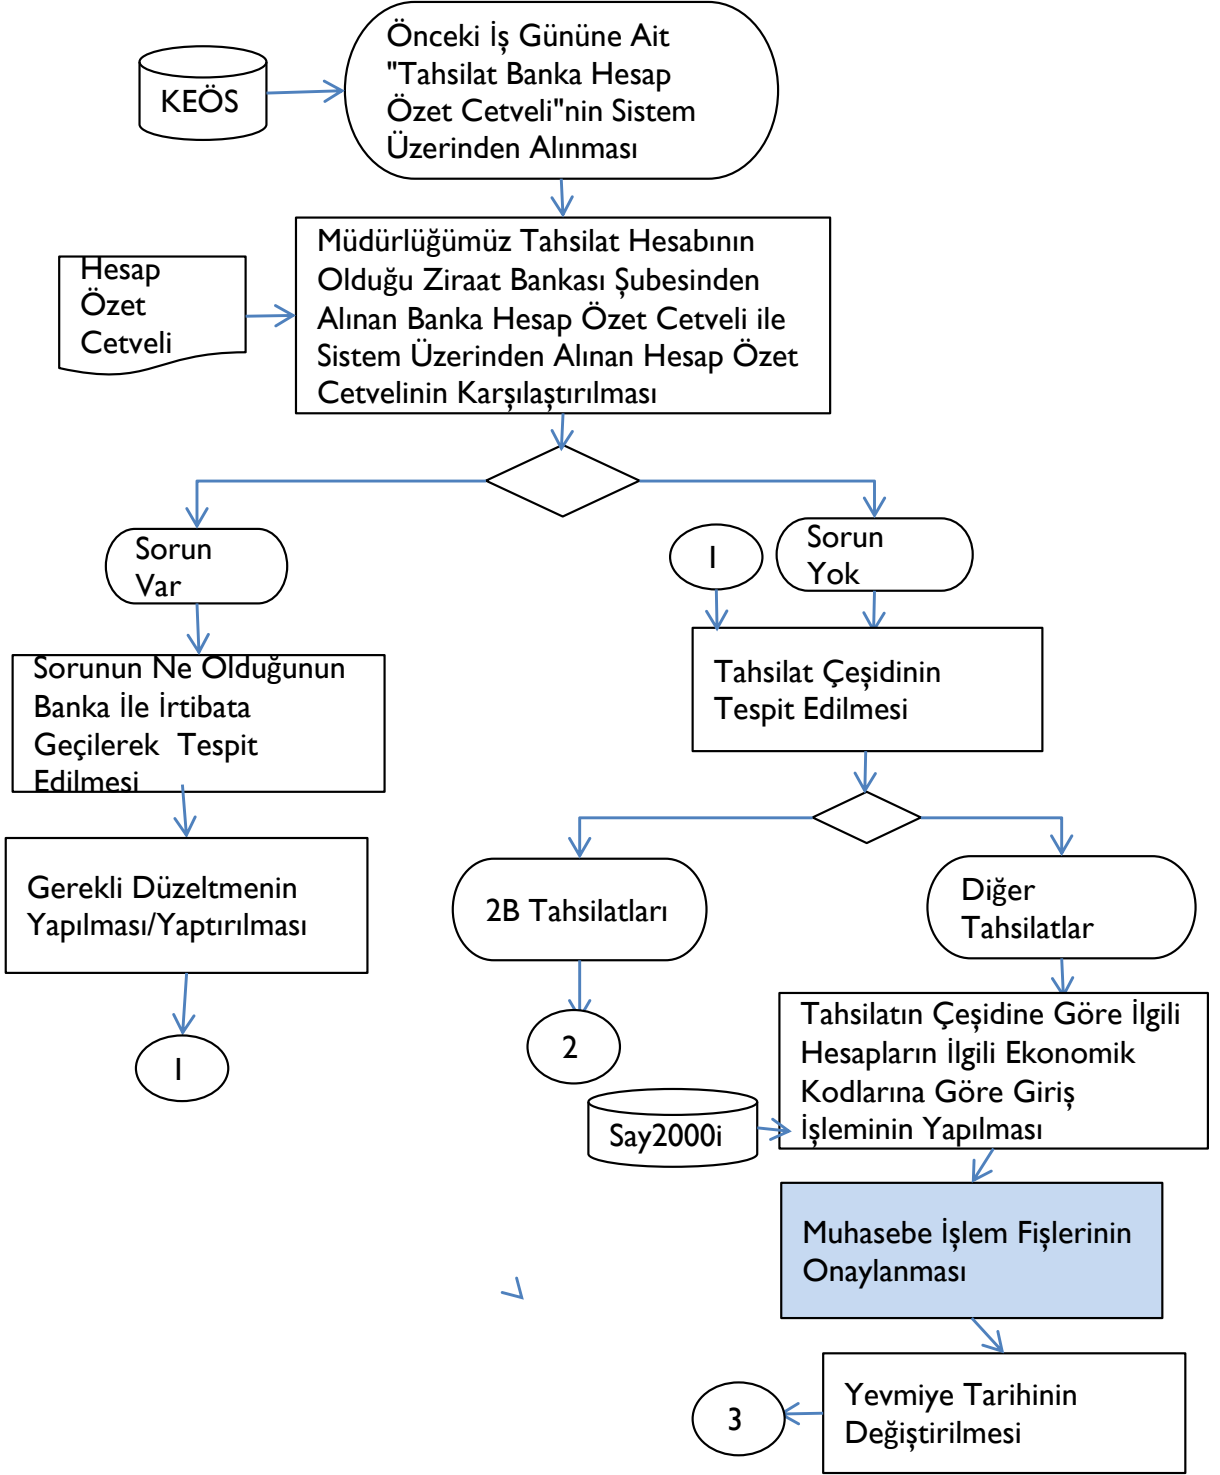 Önceki İş Gününe Ait
"Tahsilat Banka Hesap
Özet Cetveli"nin Sistem
Üzerinden Alınması
KEÖS
Müdürlüğümüz Tahsilat Hesabının
Olduğu Ziraat Bankası Şubesinden
Alınan Banka Hesap Özet Cetveli ile
Sistem Üzerinden Alınan Hesap Özet
Cetvelinin Karşılaştırılması
Hesap
Özet
Cetveli
Sorun
Var
1
Sorun
Yok
Sorunun Ne Olduğunun
Banka İle İrtibata
Geçilerek Tespit
Edilmesi
Tahsilat Çeşidinin
Tespit Edilmesi
Gerekli Düzeltmenin
Yapılması/Yaptırılması
2B Tahsilatları
Diğer
Tahsilatlar
1
2
Tahsilatın Çeşidine Göre İlgili
Hesapların İlgili Ekonomik
Kodlarına Göre Giriş
İşleminin Yapılması
Say2000i
Muhasebe İşlem Fişlerinin
Onaylanması
3
Yevmiye Tarihinin
Değiştirilmesi